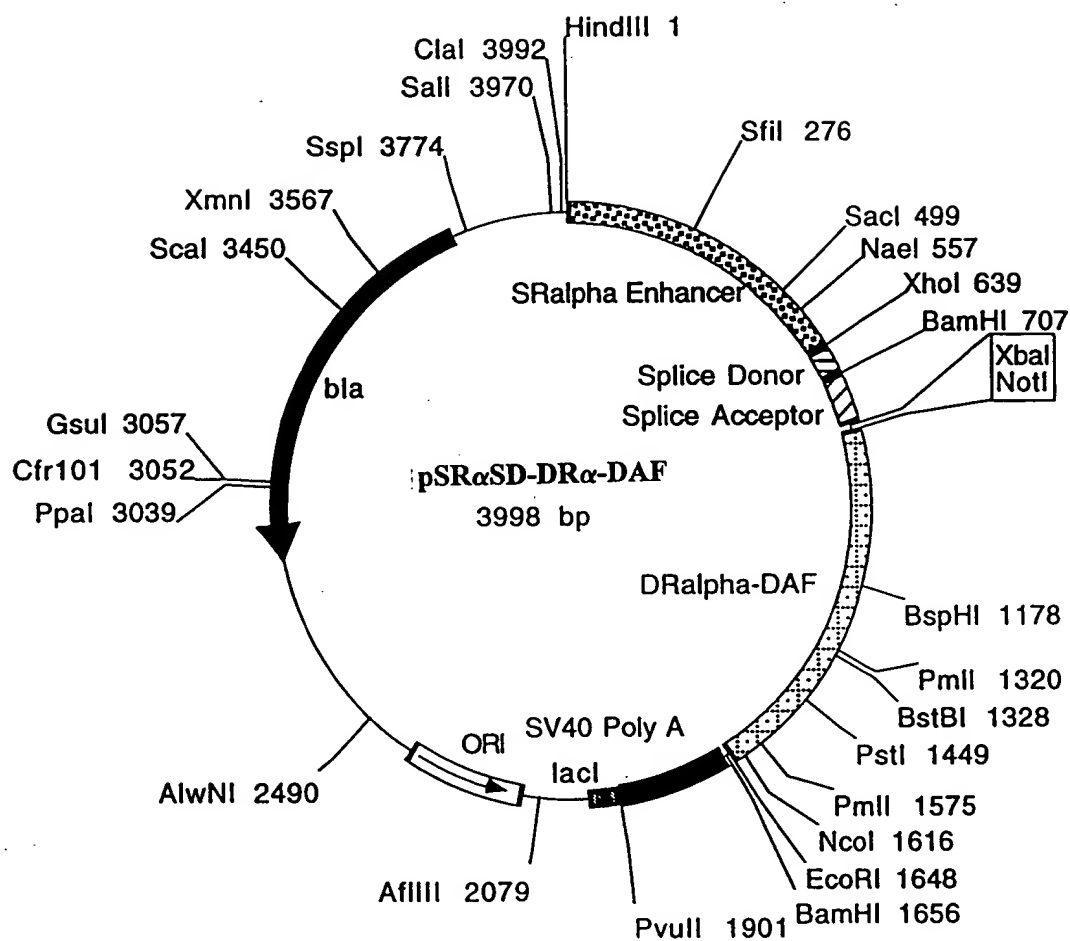 HindIII 1
ClaI 3992
SalI 3970
SspI 3774
SfiI 276
XmnI 3567
SacI 499
ScaI 3450
NaeI 557
XhoI 639
SRalpha Enhancer
BamHI 707
XbaI
NotI
Splice Donor
bla
Splice Acceptor
GsuI 3057
Cfr101 3052
pSRαSD-DRα-DAF
PpaI 3039
3998 bp
DRalpha-DAF
BspHI 1178
PmlI 1320
BstBI 1328
SV40 Poly A
ORI
PstI 1449
lacI
AlwNI 2490
PmlI 1575
NcoI 1616
EcoRI 1648
AflIII 2079
BamHI 1656
PvuII 1901